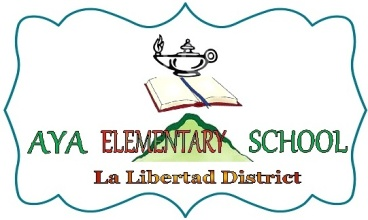 AYA ELEMENTARY SCHOOL
La Libertad District